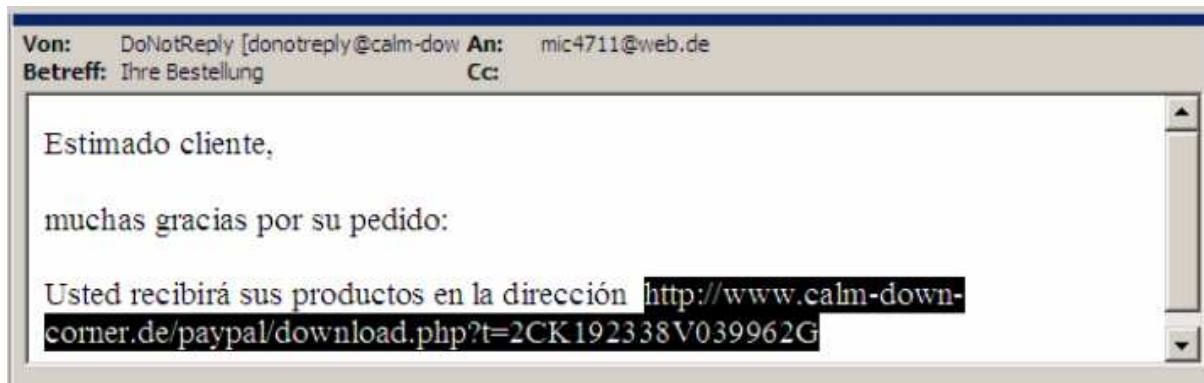 Von: DoNotReply [donotreply@calm-dow An: mic4711@web.de
Betreff: Ihre Bestellung Cc:
Estimado cliente,
muchas gracias por su pedido:
Usted recibirá sus productos en la dirección http://www.calm-down-
corner.de/paypal/download.php?t=2CK192338V039962G